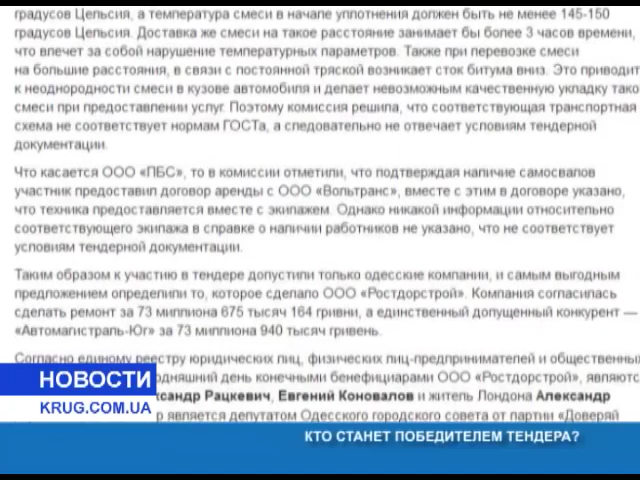 градусов Цельсия, а температура смеси в начале уплотнения должен быть не менее 145-150
градусов Цельсия. Доставка же смеси на такое расстояние занимает бы более 3 часов времени,
что влечет за собой нарушение температурных параметров. Также при перевозке смеси
на большие расстояния, в связи с постоянной тряской возникает сток битума вниз. Это приводит
к неоднородности смеси в кузове автомобиля и делает невозможным качественную укладку тако
смеси при предоставлении услуг. Поэтому комиссия решила, что соответствующая транспортная
схема не соответствует нормам ГОСТа, а следовательно не отвечает условиям тендерной
документации.
Что касается ООО «ПБС», то в комиссии отметили, что подтверждая наличие самосвалов
участник предоставил договор аренды с ООО «Вольтранс», вместе с этим в договоре указано,
что техника предоставляется вместе с экипажем. Однако никакой информации относительно
соответствующего экипажа в справке о наличии работников не указано, что не соответствует
условиям тендерной документации.
Таким образом к участию в тендере допустили только одесские компании, и самым выгодным
предложением определили то, которое сделало ООО «Ростдорстрой». Компания согласилась
сделать ремонт за 73 миллиона 675 тысяч 164 гривни, а единственный допущенный конкурент —
«Автомагистраль-Юг» за 73 миллиона 940 тысяч гривень.
Согласно единому реестру юридических лиц, физических лиц-предпринимателей и общественных
одняшний день конечными бенефициарами ООО «Ростдорстрой», являются
ксандр Рацкевич, Евгений Коновалов и житель Лондона Александр
р является депутатом Одесского городского совета от партии «Доверяй
НОВОСТИ
KRUG.COM.UA
КТО СТАНЕТ ПОБЕДИТЕЛЕМ ТЕНДЕРА?